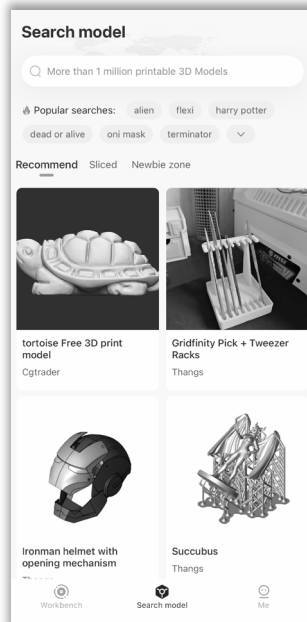 Search model
More than 1 million printable 3D Models
Popular searches: alien flexi harry potter
dead or alive oni mask terminator
Recommend Sliced Newbie zone
tortoise Free 3D print
model
Cgtrader
Gridfinity Pick + Tweezer
Racks
Thangs
Ironman helmet with
opening mechanism
Thangs
Succubus
Thangs
Workbench Search model Me